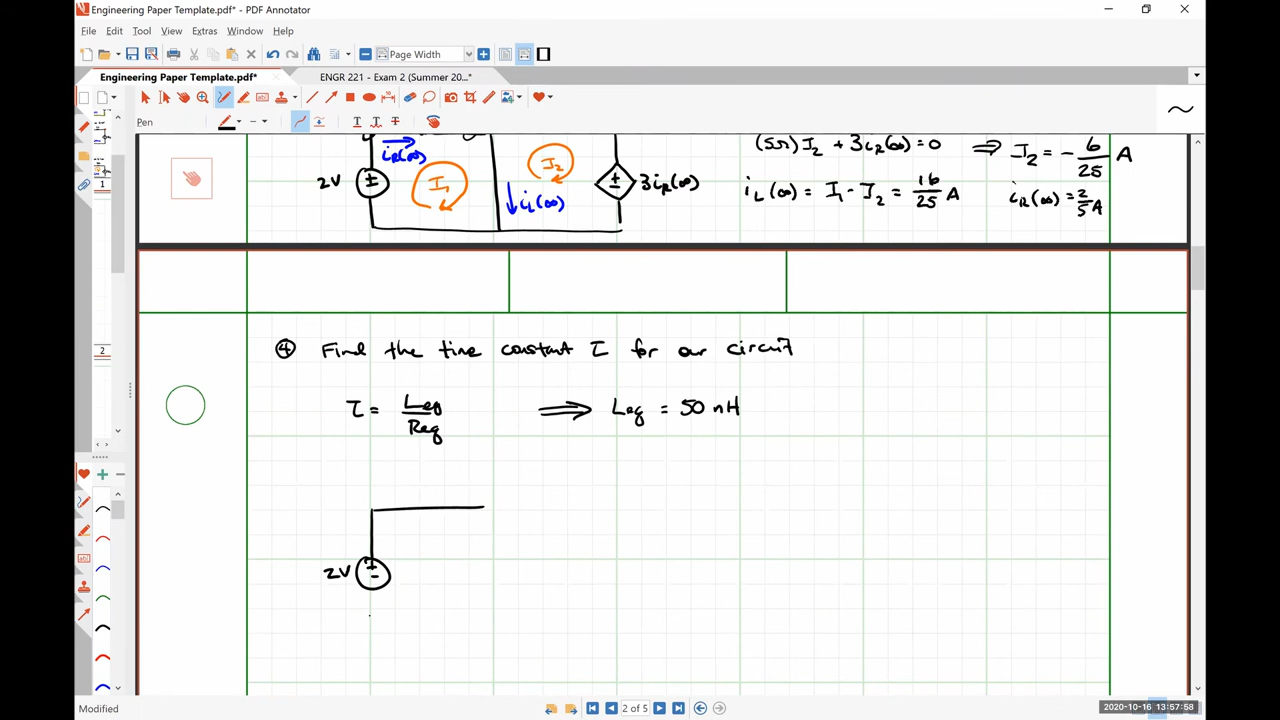 Engineering Paper Template.pdf* - PDF Annotator
File Edit Tool View Extras Window Help
Page Width
Engineering Paper Template.pdf* ENGR 221 - Exam 2 (Summer 20...*
Pen
1
2
iR(∞)
2V
I1
I2
iL(∞)
3iR(∞)
(5Ω)I2 + 3iR(∞) = 0 ⟹ I2 = - 6/25 A
iL(∞) = I1 - I2 = 16/25 A iR(∞) = 2/5 A
④ Find the time constant τ for our circuit
τ = Leq/Req ⟹ Leq = 50 nH
2V
Modified
2 of 5
2020-10-16 13:57:58